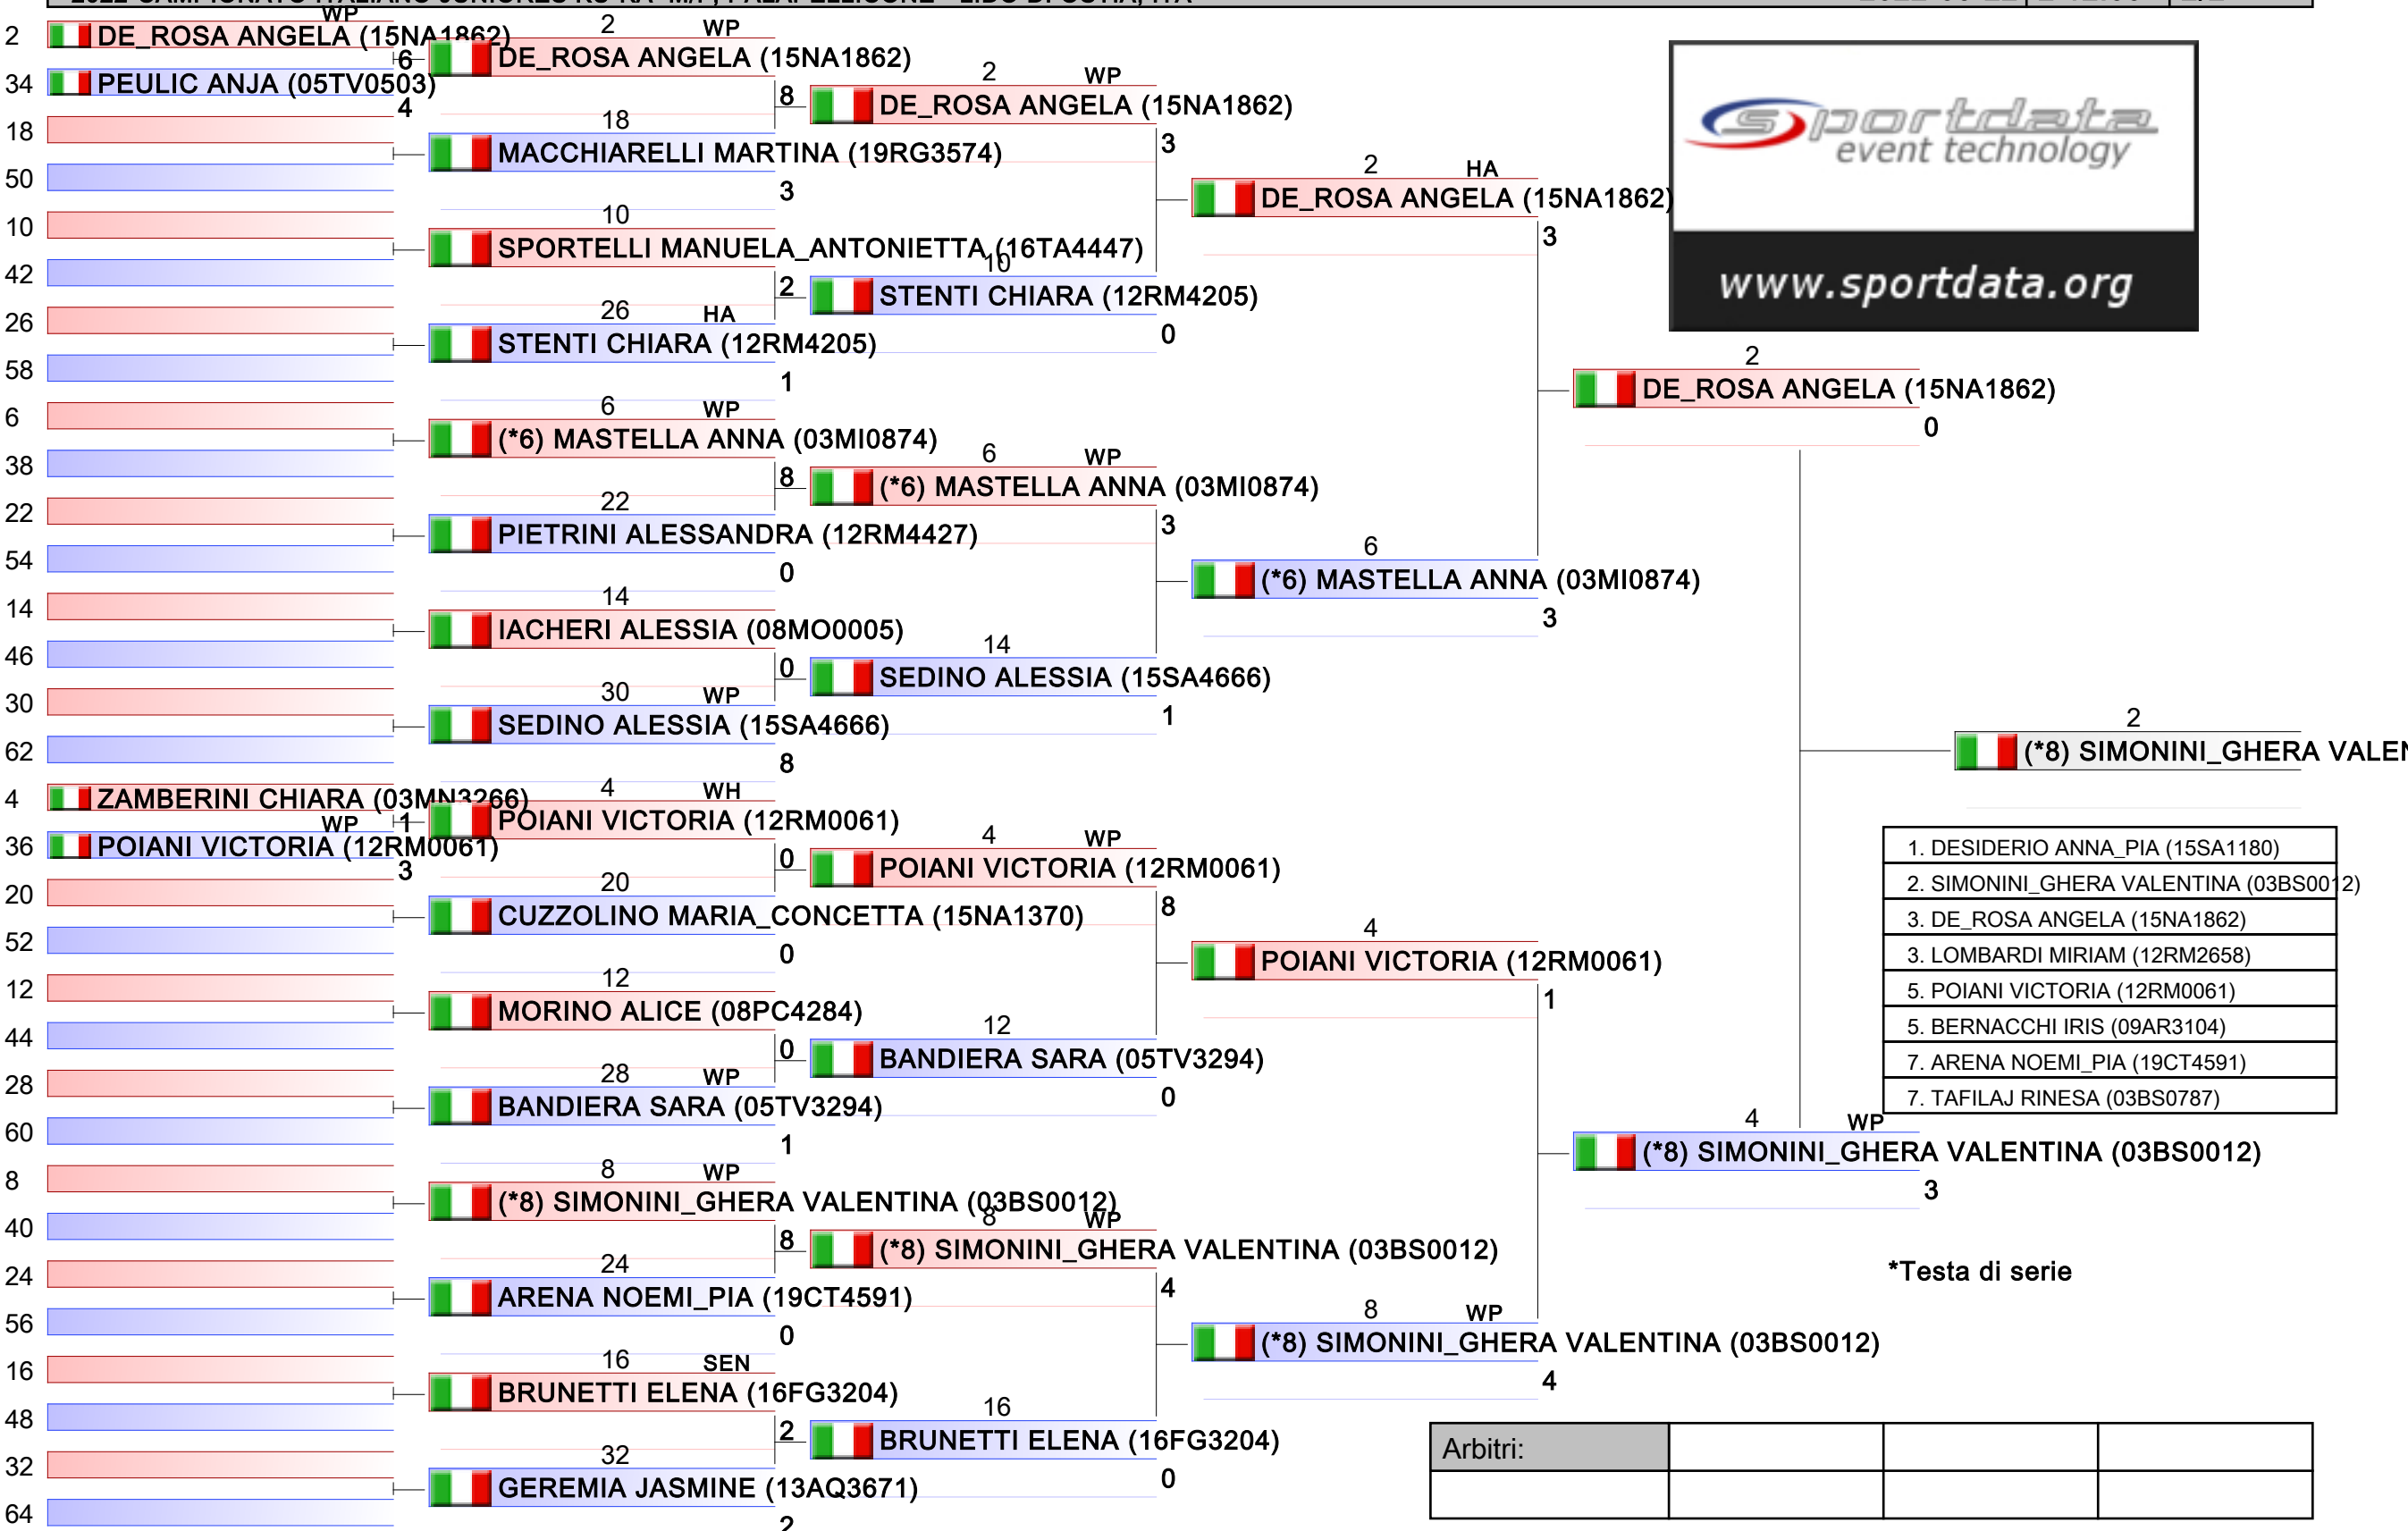 WP
2 DE_ROSA ANGELA (15NA1862)
6
34 PEULIC ANJA (05TV0503)
4
18
50
10
42
26
58
6
38
22
54
14
46
30
62
4 ZAMBERINI CHIARA (03MN3266)
WP 1
36 POIANI VICTORIA (12RM0061)
3
20
52
12
44
28
60
8
40
24
56
16
48
32
64
2 WP
DE_ROSA ANGELA (15NA1862)
8
18
MACCHIARELLI MARTINA (19RG3574)
3
10
SPORTELLI MANUELA_ANTONIETTA (16TA4447)
2
26 HA
STENTI CHIARA (12RM4205)
1
6 WP
(*6) MASTELLA ANNA (03MI0874)
8
22
PIETRINI ALESSANDRA (12RM4427)
0
14
IACHERI ALESSIA (08MO0005)
0
30 WP
SEDINO ALESSIA (15SA4666)
8
4 WH
POIANI VICTORIA (12RM0061)
0
20
CUZZOLINO MARIA_CONCETTA (15NA1370)
0
12
MORINO ALICE (08PC4284)
0
28 WP
BANDIERA SARA (05TV3294)
1
8 WP
(*8) SIMONINI_GHERA VALENTINA (03BS0012)
8
24
ARENA NOEMI_PIA (19CT4591)
0
16 SEN
BRUNETTI ELENA (16FG3204)
2
32
GEREMIA JASMINE (13AQ3671)
2
2 WP
DE_ROSA ANGELA (15NA1862)
3
10
STENTI CHIARA (12RM4205)
0
6 WP
(*6) MASTELLA ANNA (03MI0874)
3
14
SEDINO ALESSIA (15SA4666)
1
4 WP
POIANI VICTORIA (12RM0061)
8
12
BANDIERA SARA (05TV3294)
0
8 WP
(*8) SIMONINI_GHERA VALENTINA (03BS0012)
4
16
BRUNETTI ELENA (16FG3204)
0
2 HA
DE_ROSA ANGELA (15NA1862)
3
6
(*6) MASTELLA ANNA (03MI0874)
3
4
POIANI VICTORIA (12RM0061)
1
8 WP
(*8) SIMONINI_GHERA VALENTINA (03BS0012)
4
sportdata
event technology
www.sportdata.org
2
DE_ROSA ANGELA (15NA1862)
0
4 WP
(*8) SIMONINI_GHERA VALENTINA (03BS0012)
3
2
(*8) SIMONINI_GHERA
1. DESIDERIO ANNA_PIA (15SA1180)
2. SIMONINI_GHERA VALENTINA (03BS0012)
3. DE_ROSA ANGELA (15NA1862)
3. LOMBARDI MIRIAM (12RM2658)
5. POIANI VICTORIA (12RM0061)
5. BERNACCHI IRIS (09AR3104)
7. ARENA NOEMI_PIA (19CT4591)
7. TAFILAJ RINESA (03BS0787)
*Testa di serie
Arbitri: